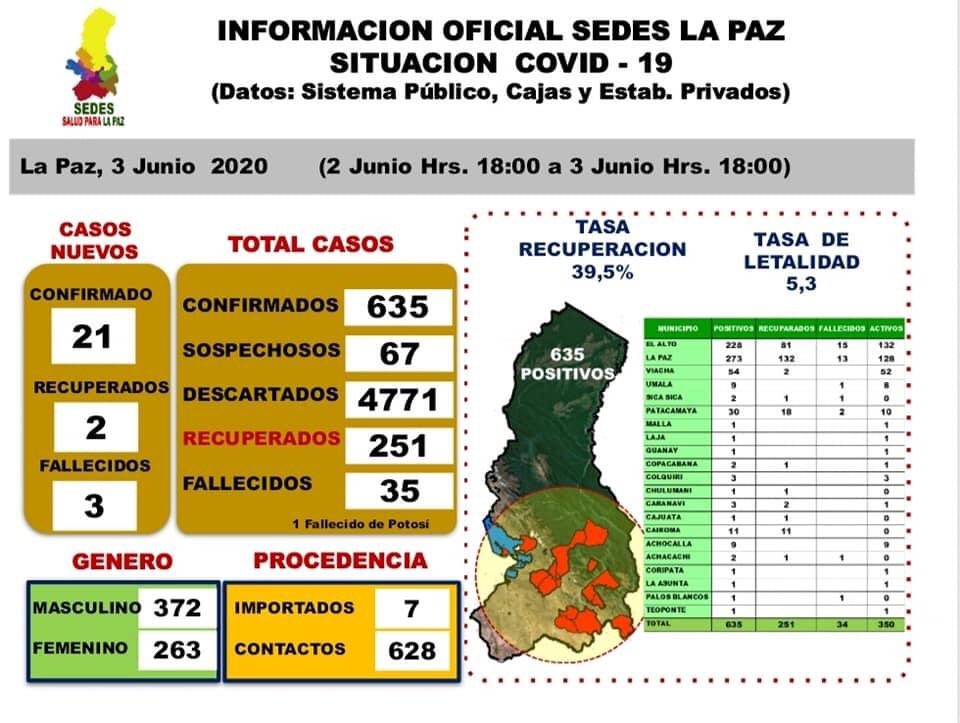 SEDES
SALUD PARA LA PAZ
INFORMACION OFICIAL SEDES LA PAZ
SITUACION COVID - 19
(Datos: Sistema Público, Cajas y Estab. Privados)
La Paz, 3 Junio 2020 (2 Junio Hrs. 18:00 a 3 Junio Hrs. 18:00)
CASOS
NUEVOS
CONFIRMADO
21
RECUPERADOS
2
FALLECIDOS
3
TOTAL CASOS
CONFIRMADOS 635
SOSPECHOSOS 67
DESCARTADOS 4771
RECUPERADOS 251
FALLECIDOS 35
1 Fallecido de Potosí
GENERO
MASCULINO 372
FEMENINO 263
PROCEDENCIA
IMPORTADOS 7
CONTACTOS 628
TASA
RECUPERACION
39,5%
TASA DE
LETALIDAD
5,3
635
POSITIVOS
MUNICIPIO POSITIVOS RECUPARADOS FALLECIDOS ACTIVOS
EL ALTO 228 81 15 132
LA PAZ 273 132 13 128
VIACHA 54 2 52
UMALA 9 1 8
SICA SICA 2 1 1 0
PATACAMAYA 30 18 2 10
MALLA 1 1
LAJA 1 1
GUANAY 1 1
COPACABANA 2 1 1
COLQUIRI 3 3
CHULUMANI 1 1 0
CARANAVI 3 2 1
CAJUATA 1 1 0
CAIROMA 11 11 0
ACHOCALLA 9 9
ACHACACHI 2 1 1 0
CORIPATA 1 1
LA ASUNTA 1 1
PALOS BLANCOS 1 1 0
TEOPONTE 1 1
TOTAL 635 251 34 350